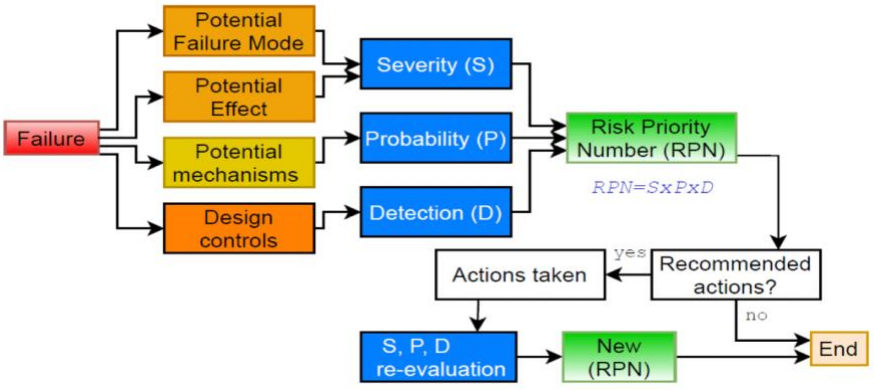 Potential
Failure Mode
Severity (S)
Potential
Effect
Failure
Probability (P)
Risk Priority
Number (RPN)
Potential
mechanisms
RPN=SxPxD
Design
controls
Detection (D)
Recommended
actions?
yes
Actions taken
no
S, P, D
re-evaluation
New
(RPN)
End